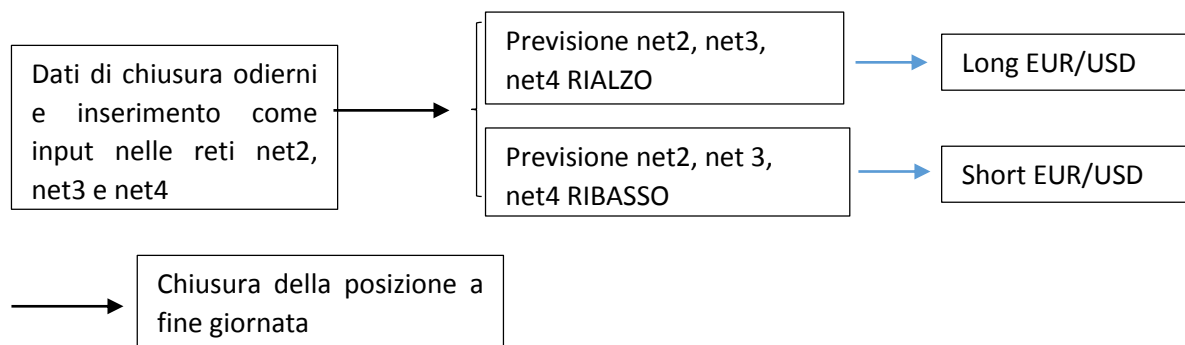 Dati di chiusura odierni
e inserimento come
input nelle reti net2,
net3 e net4
Previsione net2, net3,
net4 RIALZO
Long EUR/USD
Previsione net2, net 3,
net4 RIBASSO
Short EUR/USD
Chiusura della posizione a
fine giornata